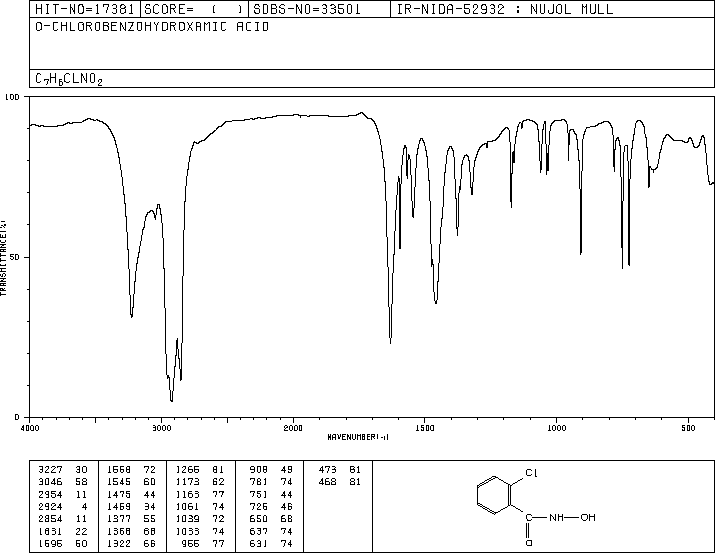 HIT-NO=17381 SCORE= ( ) SDBS-NO=33501 IR-NIDA-52932 : NUJOL MULL
O-CHLOROBENZOHYDROXAMIC ACID
C7H6CLNO2
100
50
0
TRANSMITTANCE(%)
4000 3000 2000 1500 1000 500
WAVENUMBER(-1)
3227 30 1568 72 1266 81 908 49 473 81
3046 58 1545 60 1173 62 781 74 468 81
2954 11 1475 44 1163 77 751 44
2924 4 1459 34 1061 74 726 46
2854 11 1377 55 1039 72 650 68
1631 22 1368 68 1033 74 637 74
1596 50 1322 66 956 77 631 74
Cl
C NH OH
O